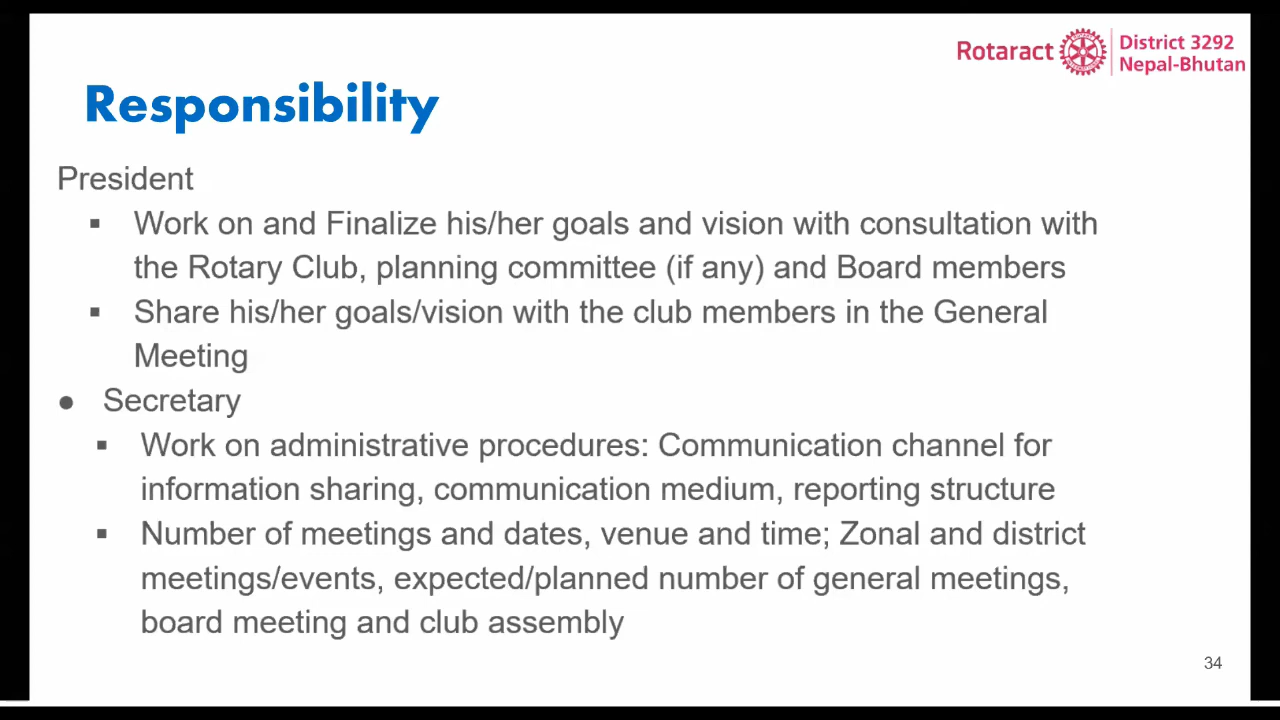 Rotaract
District 3292
Nepal-Bhutan
Responsibility
President
▪ Work on and Finalize his/her goals and vision with consultation with
the Rotary Club, planning committee (if any) and Board members
▪ Share his/her goals/vision with the club members in the General
Meeting
● Secretary
▪ Work on administrative procedures: Communication channel for
information sharing, communication medium, reporting structure
▪ Number of meetings and dates, venue and time; Zonal and district
meetings/events, expected/planned number of general meetings,
board meeting and club assembly
34